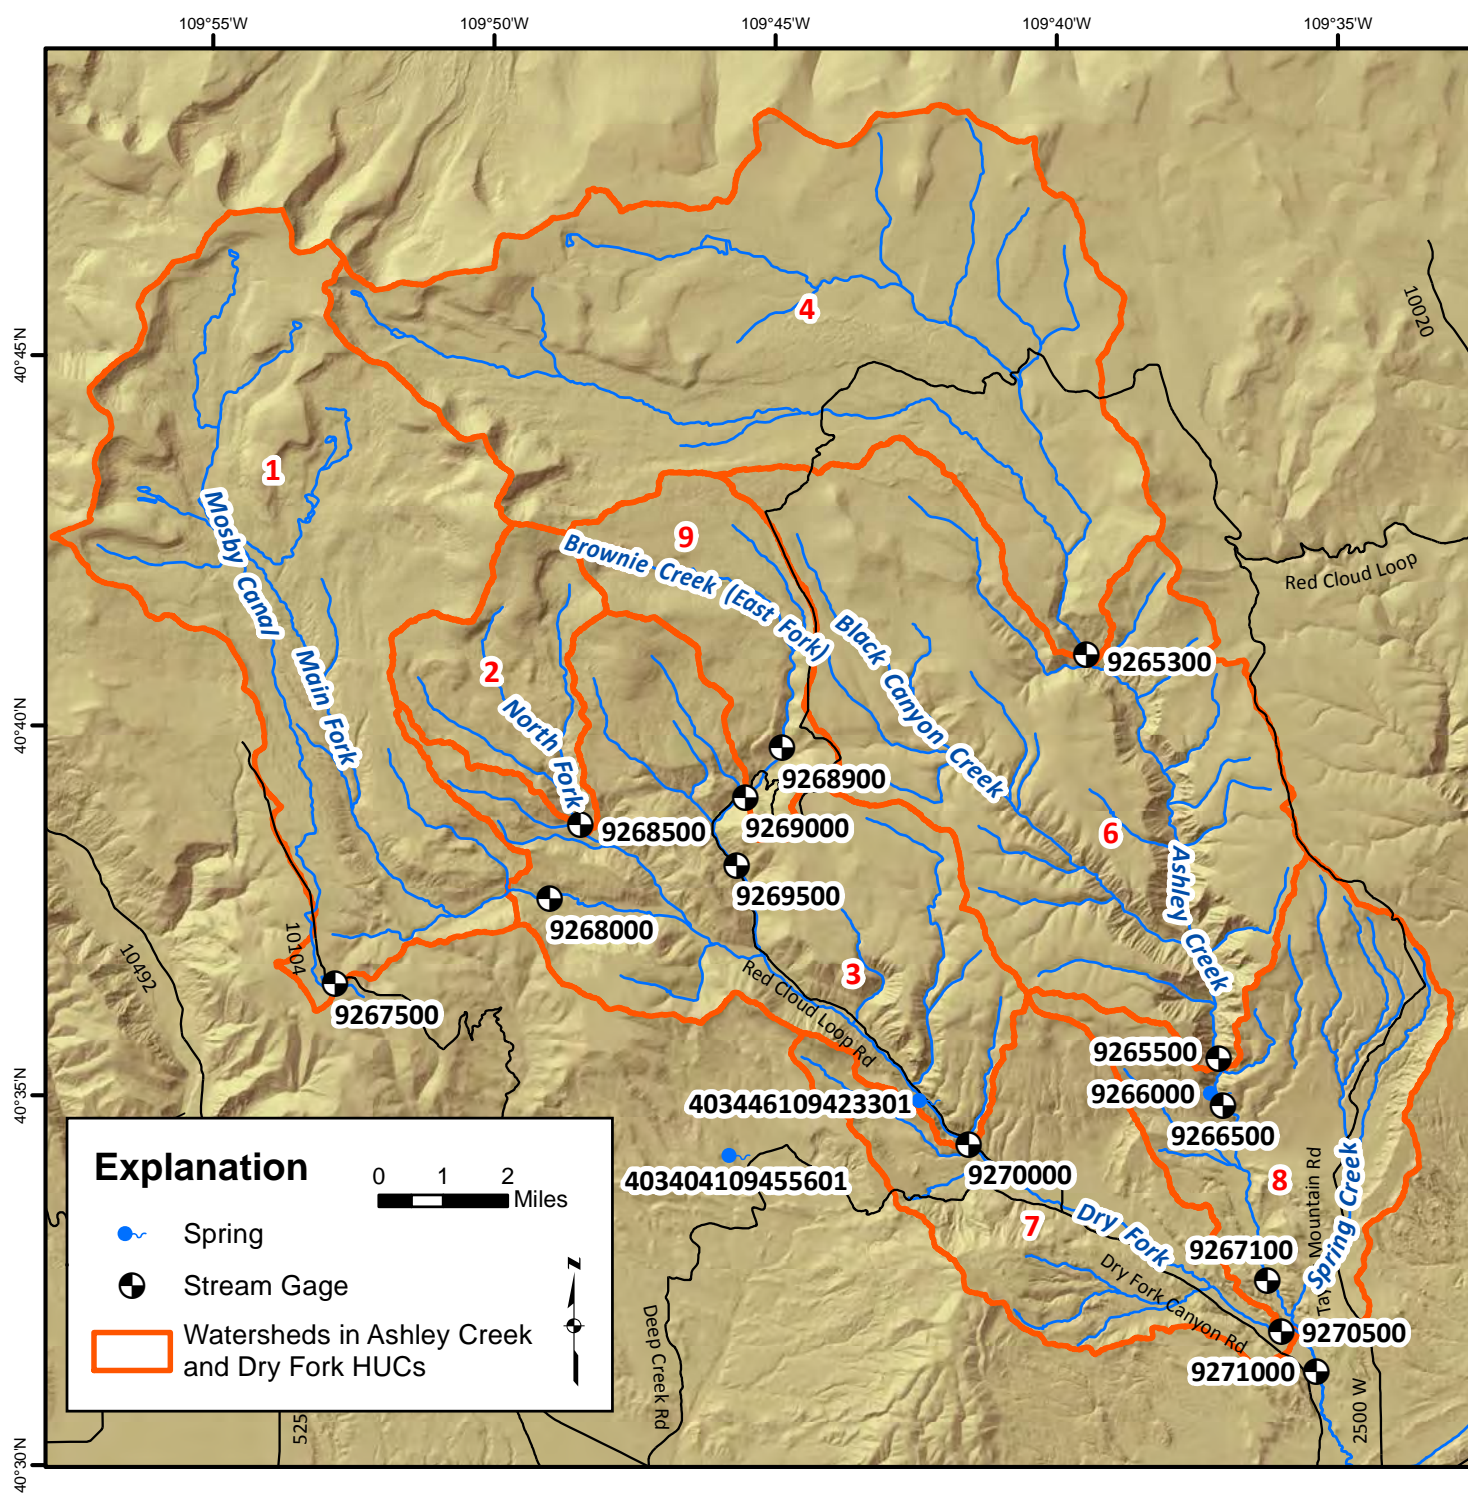 109°55'W
109°50'W
109°45'W
109°40'W
109°35'W
40°45'N
40°40'N
40°35'N
40°30'N
4
10020
1
Mosby Canal
9
Brownie Creek (East Fork)
Red Cloud Loop
Main Fork
2
North Fork
Black Canyon Creek
9265300
9268900
9269000
9268500
6
Ashley Creek
9269500
9268000
10104
10492
3
Red Cloud Loop Rd
9267500
9265500
9266000
9266500
403446109423301
403404109455601
9270000
8
7
Dry Fork
Mountain Rd
Spring Creek
9267100
Dry Fork Canyon Rd
Tay
9270500
9271000
Deep Creek Rd
2500 W
525
Explanation
0 1 2
Miles
Spring
Stream Gage
Watersheds in Ashley Creek
and Dry Fork HUCs
N